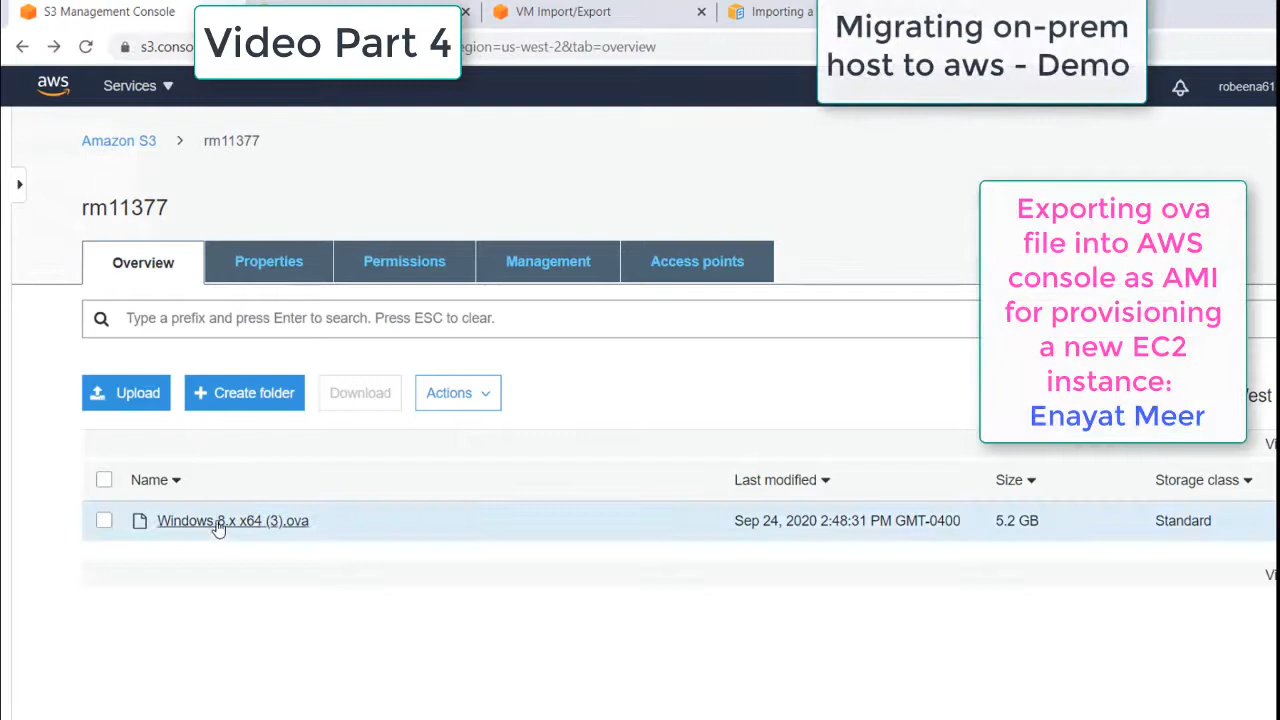 S3 Management Console
VM Import/Export
Importing a
s3.conso
egion=us-west-2&tab=overview
Video Part 4
Migrating on-prem
host to aws - Demo
aws
Services
robeena61
Amazon S3 > rm11377
rm11377
Overview
Properties
Permissions
Management
Access points
Type a prefix and press Enter to search. Press ESC to clear.
Exporting ova
file into AWS
console as AMI
for provisioning
a new EC2
instance:
Enayat Meer
Upload
+ Create folder
Download
Actions
Name
Last modified
Size
Storage class
Windows 8.x x64 (3).ova
Sep 24, 2020 2:48:31 PM GMT-0400
5.2 GB
Standard